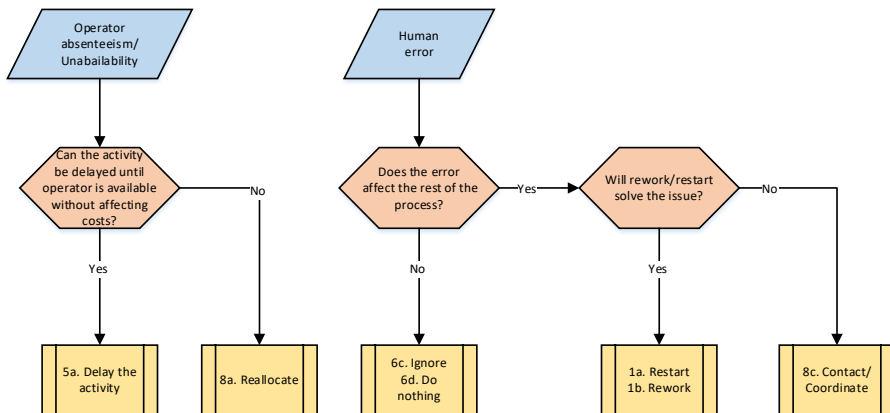 Operator
absenteeism/
Unabailability
Human
error
Can the activity
be delayed until
operator is available
without affecting
costs?
No
Does the error
affect the rest of the
process?
Yes
Will rework/restart
solve the issue?
No
Yes
No
Yes
5a. Delay the
activity
8a. Reallocate
6c. Ignore
6d. Do
nothing
1a. Restart
1b. Rework
8c. Contact/
Coordinate